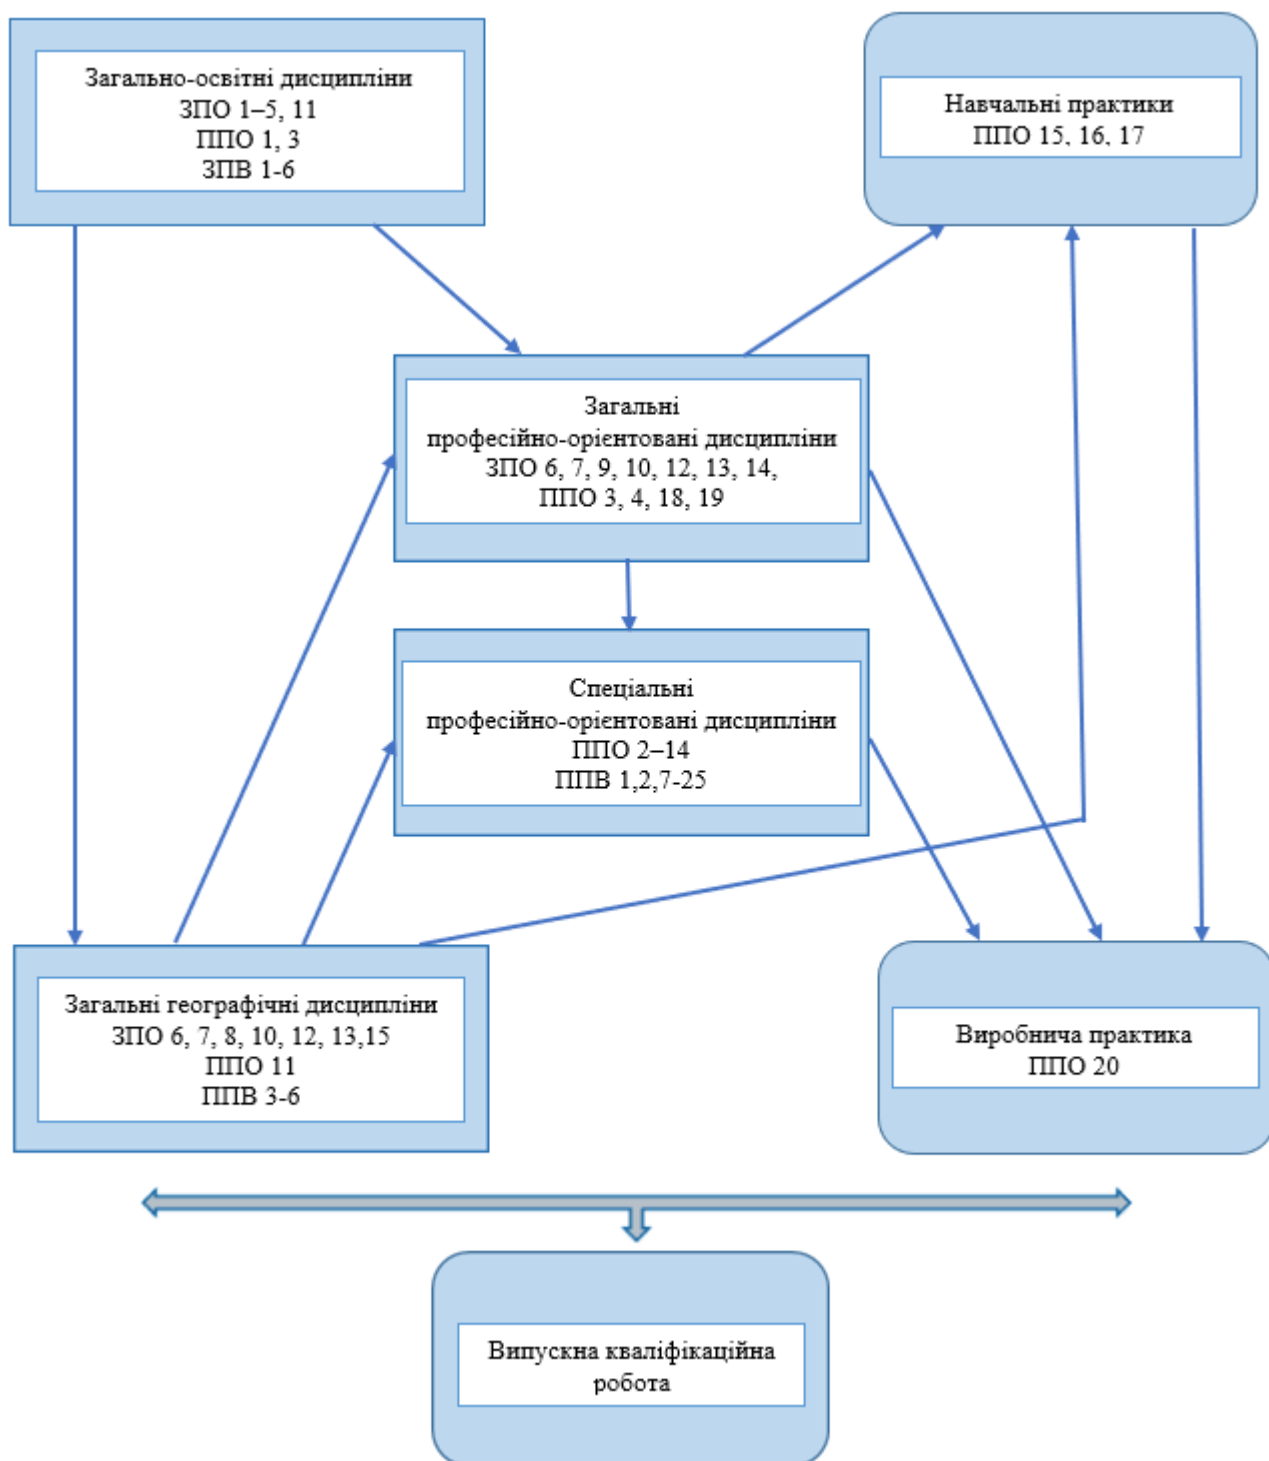 Загально-освітні дисципліни
ЗПО 1–5, 11
ППО 1, 3
ЗПВ 1-6
Навчальні практики
ППО 15, 16, 17
Загальні
професійно-орієнтовані дисципліни
ЗПО 6, 7, 9, 10, 12, 13, 14,
ППО 3, 4, 18, 19
Спеціальні
професійно-орієнтовані дисципліни
ППО 2–14
ППВ 1,2,7-25
Загальні географічні дисципліни
ЗПО 6, 7, 8, 10, 12, 13,15
ППО 11
ППВ 3-6
Виробнича практика
ППО 20
Випускна кваліфікаційна
робота